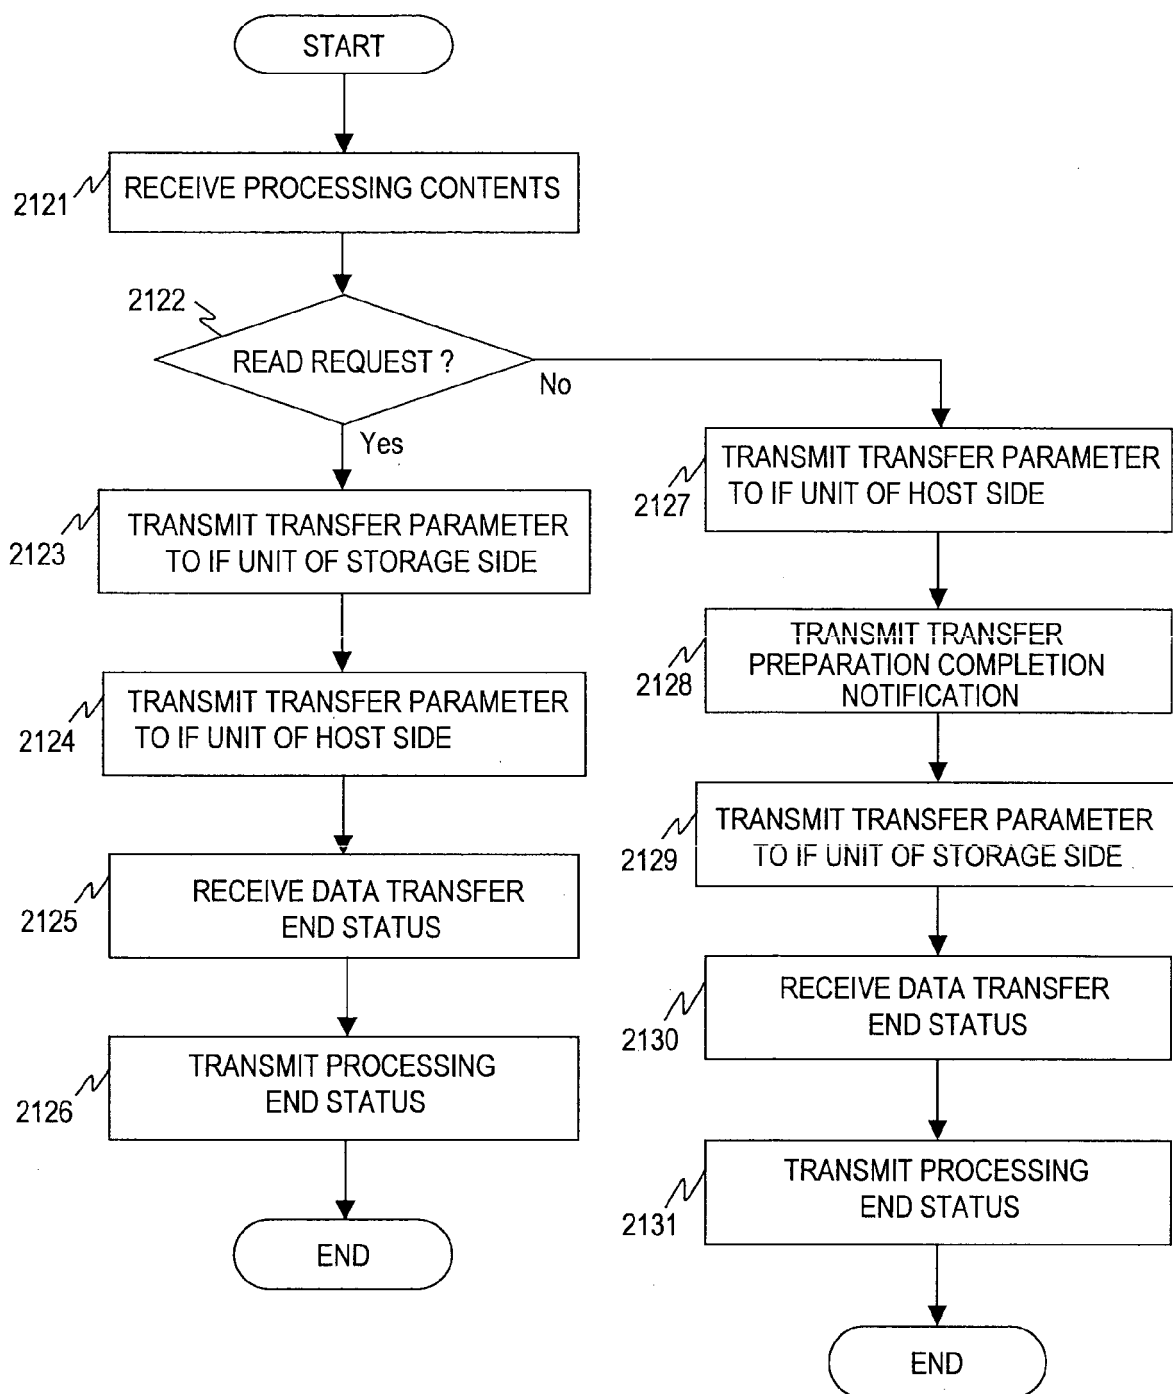 START
2121
RECEIVE PROCESSING CONTENTS
2122
READ REQUEST ?
No
Yes
2123
TRANSMIT TRANSFER PARAMETER
TO IF UNIT OF STORAGE SIDE
2124
TRANSMIT TRANSFER PARAMETER
TO IF UNIT OF HOST SIDE
2125
RECEIVE DATA TRANSFER
END STATUS
2126
TRANSMIT PROCESSING
END STATUS
END
2127
TRANSMIT TRANSFER PARAMETER
TO IF UNIT OF HOST SIDE
2128
TRANSMIT TRANSFER
PREPARATION COMPLETION
NOTIFICATION
2129
TRANSMIT TRANSFER PARAMETER
TO IF UNIT OF STORAGE SIDE
2130
RECEIVE DATA TRANSFER
END STATUS
2131
TRANSMIT PROCESSING
END STATUS
END